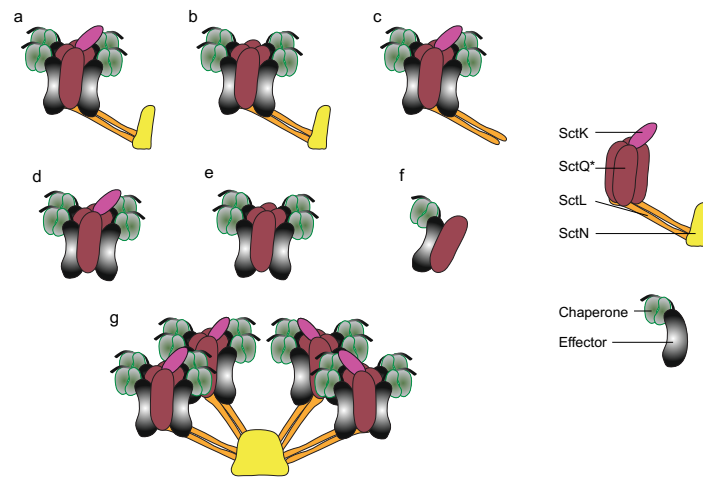 a
b
c
d
e
f
g
SctK
SctQ*
SctL
SctN
Chaperone
Effector